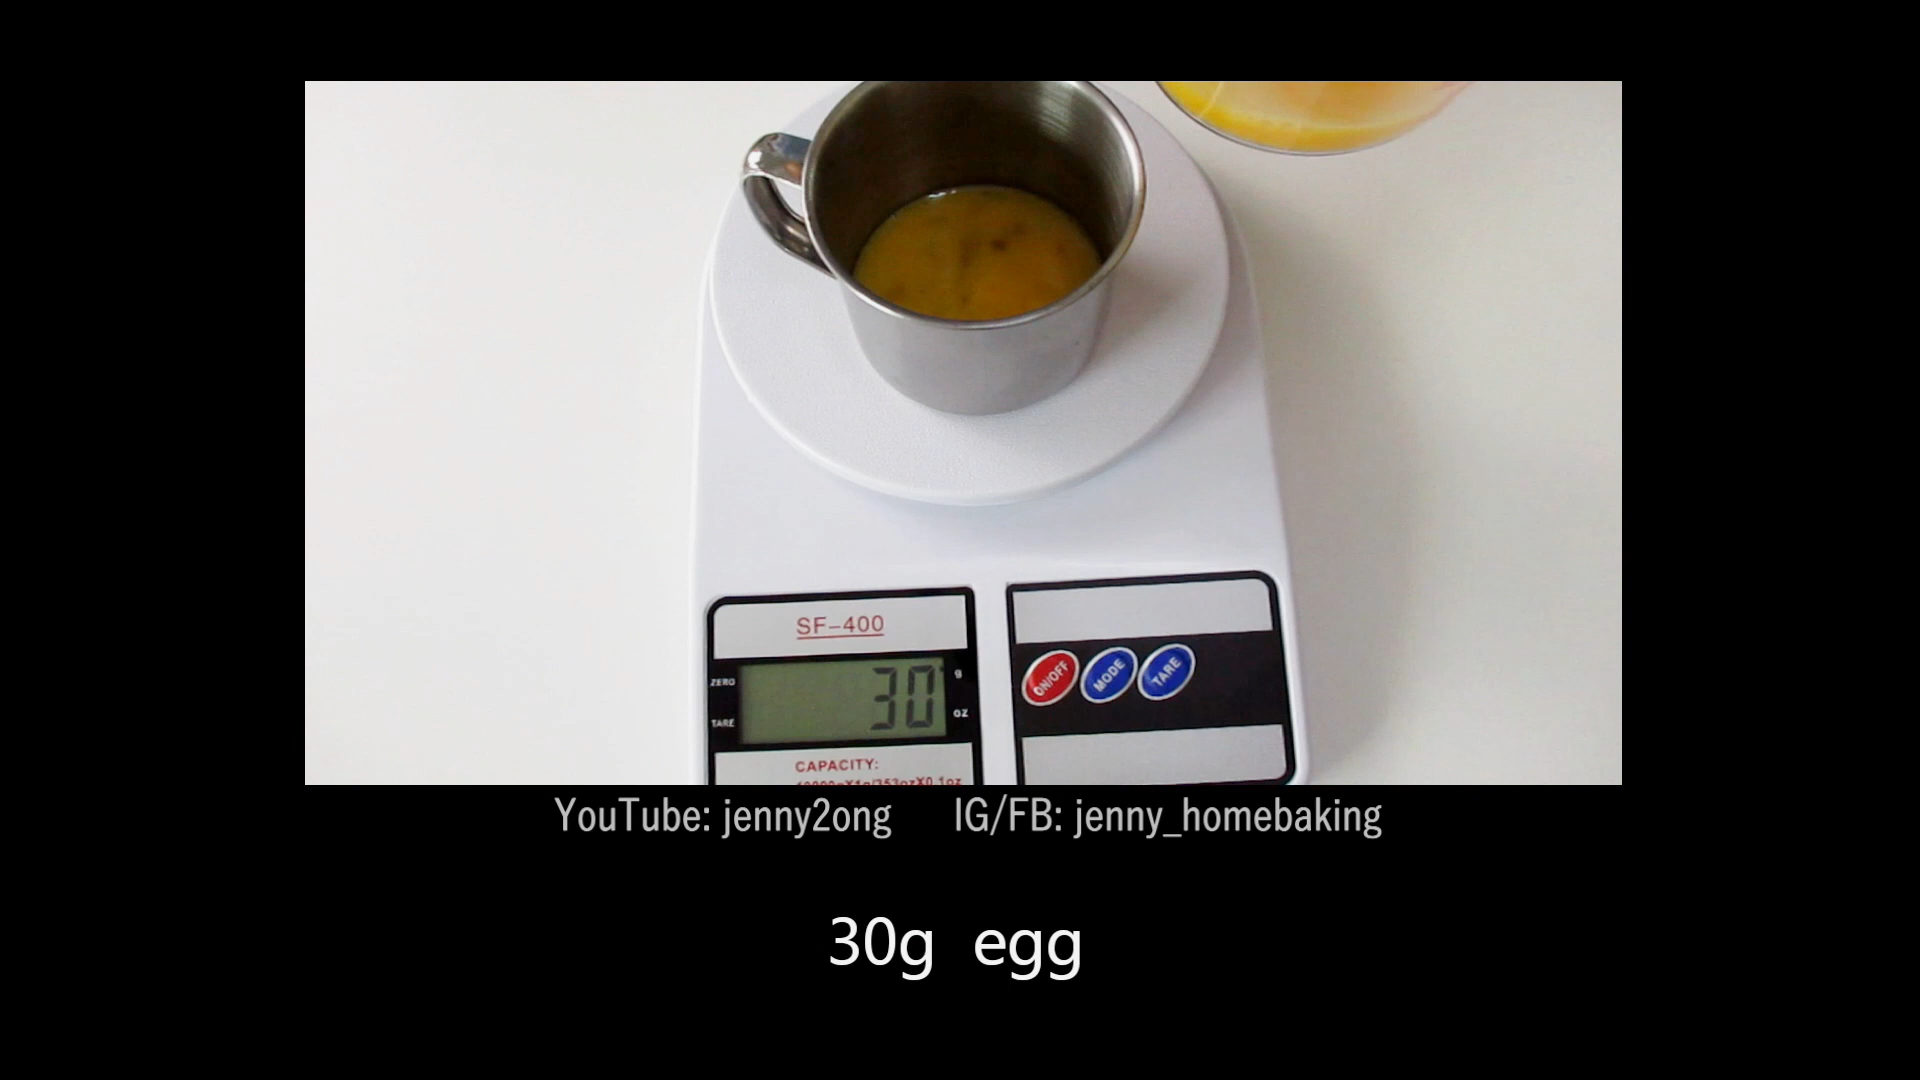 SF-400
ZERO
TARE
30
g
oz
ON/OFF
MODE
TARE
CAPACITY:
YouTube: jenny2ong IG/FB: jenny_homebaking
30g egg